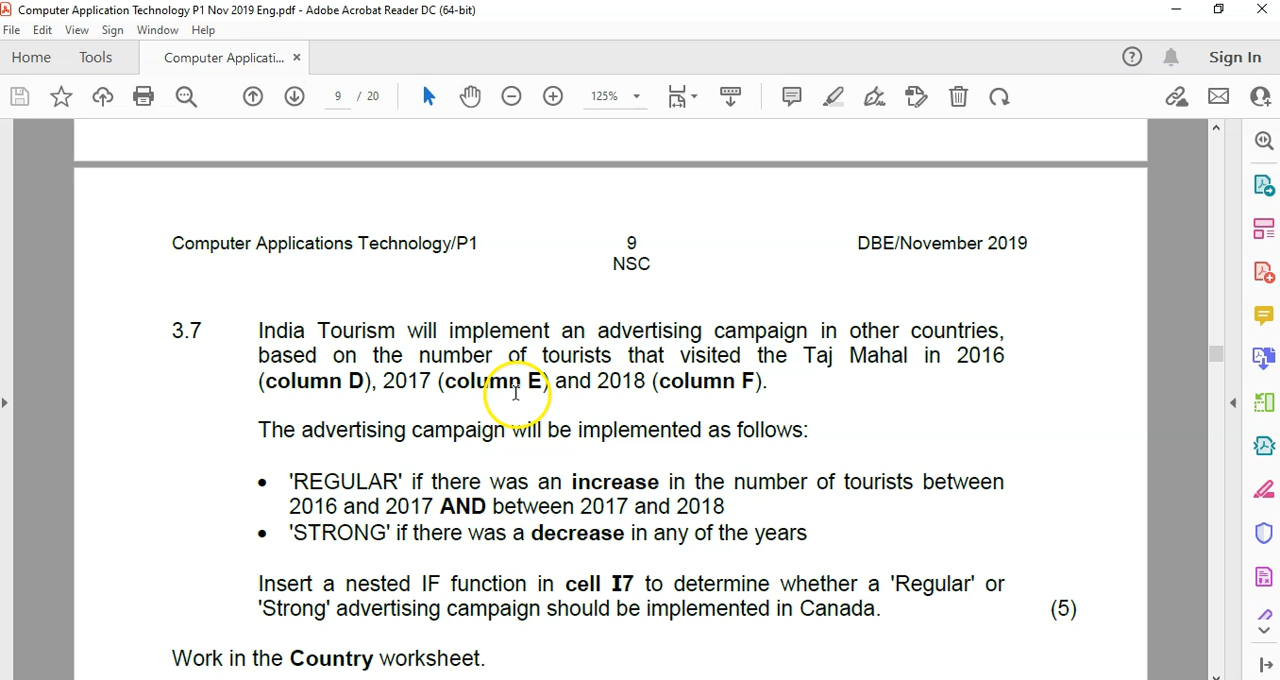 Computer Application Technology P1 Nov 2019 Eng.pdf - Adobe Acrobat Reader DC (64-bit)
File Edit View Sign Window Help
Home Tools Computer Applicati... Sign In
9 / 20 125%
Computer Applications Technology/P1 9 DBE/November 2019
NSC
3.7 India Tourism will implement an advertising campaign in other countries,
based on the number of tourists that visited the Taj Mahal in 2016
(column D), 2017 (column E) and 2018 (column F).
The advertising campaign will be implemented as follows:
• 'REGULAR' if there was an increase in the number of tourists between
2016 and 2017 AND between 2017 and 2018
• 'STRONG' if there was a decrease in any of the years
Insert a nested IF function in cell I7 to determine whether a 'Regular' or
'Strong' advertising campaign should be implemented in Canada. (5)
Work in the Country worksheet.